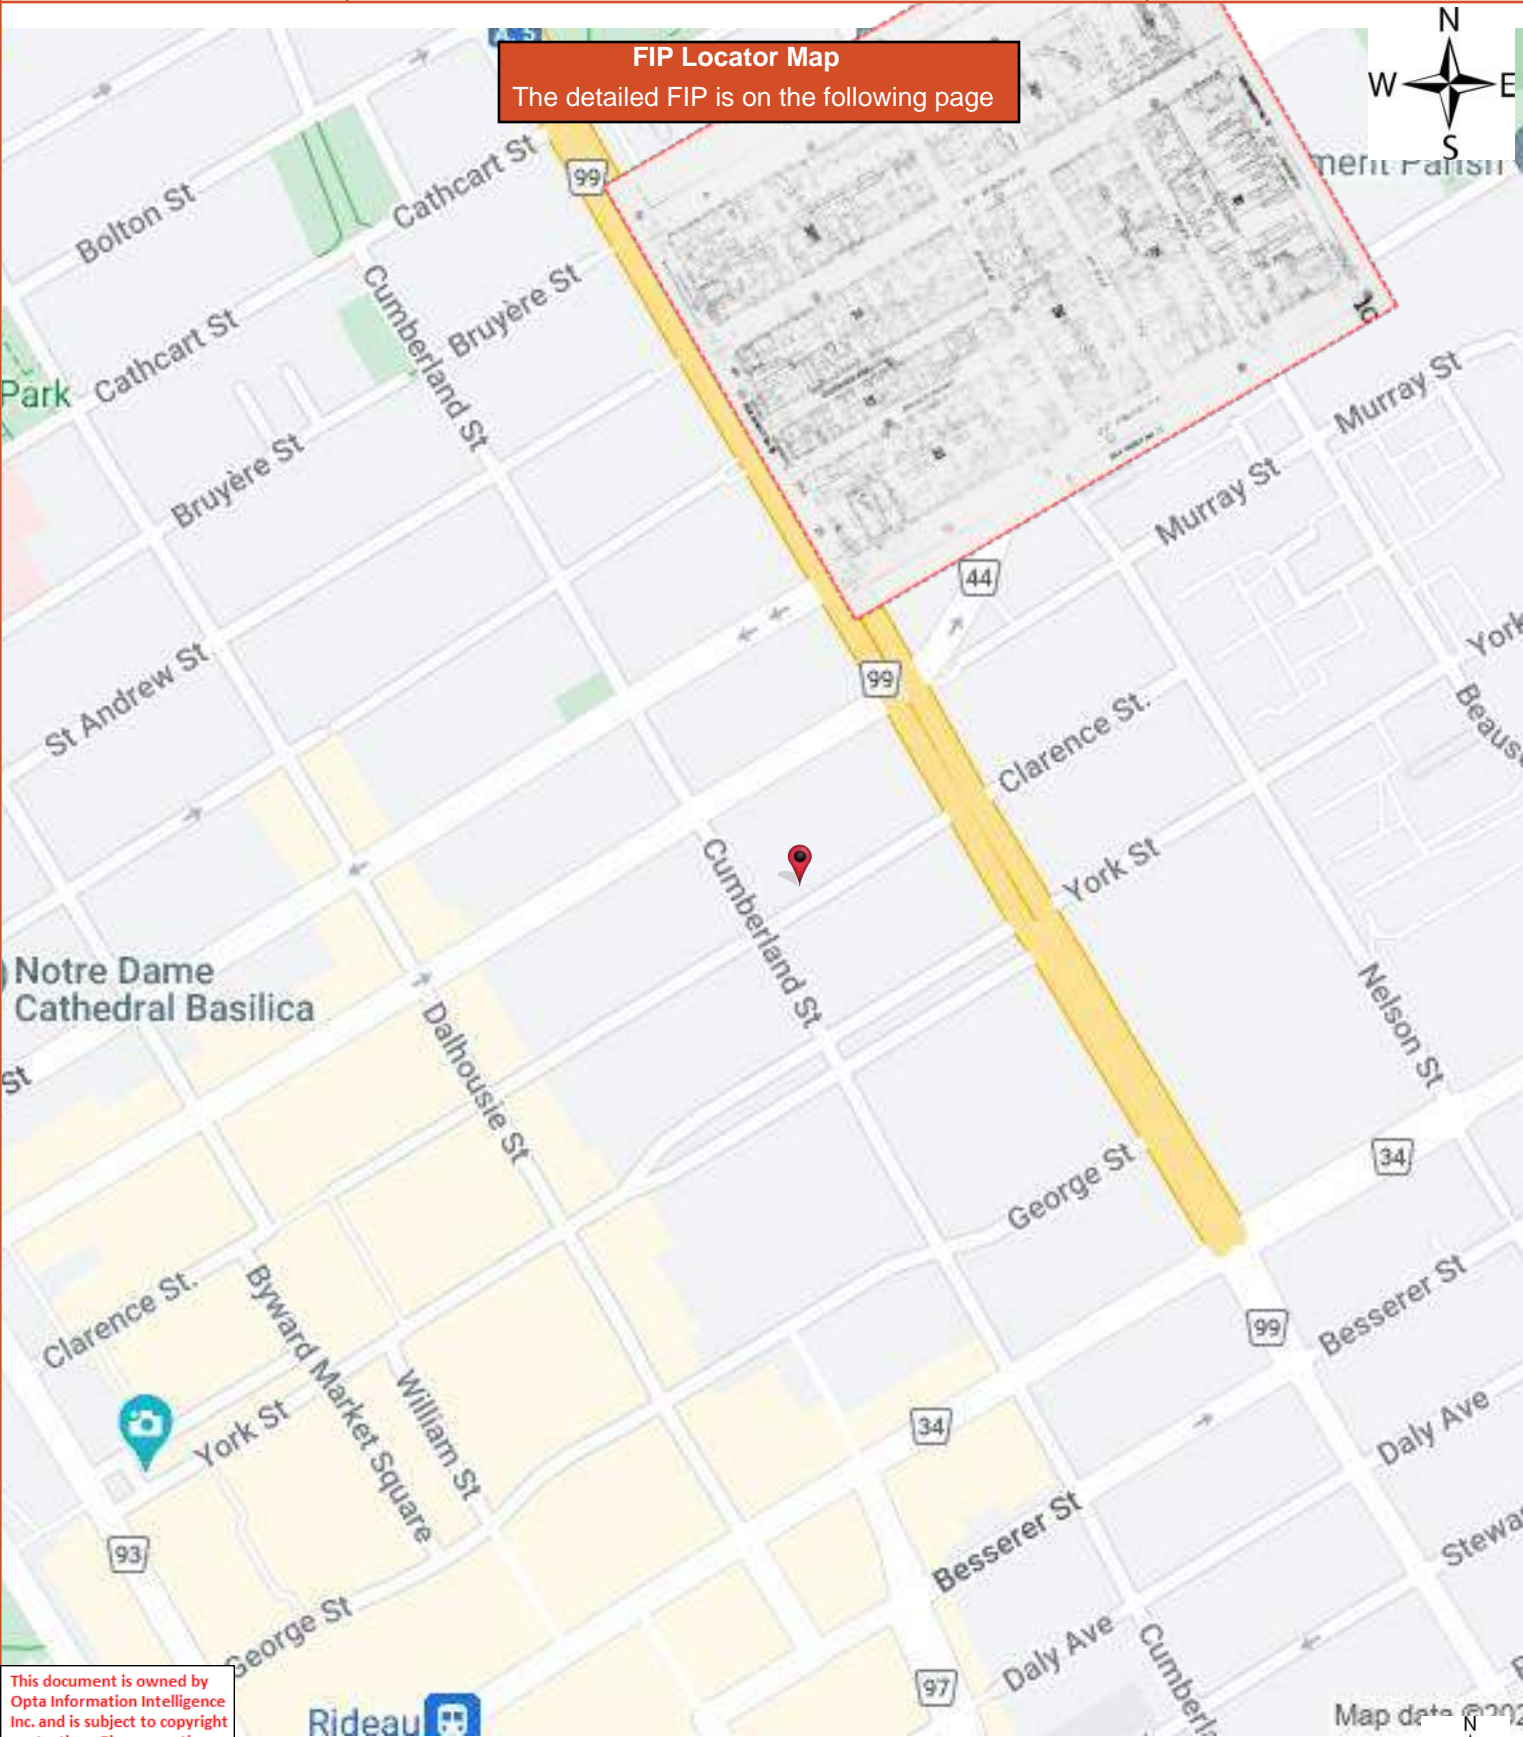 FIP Locator Map
The detailed FIP is on the following page
N
W E
S
99
Cathcart St
Bolton St
Cumberland St
Bruyère St
Cathcart St
Park
Murray St
Bruyère St
Murray St
44
York
St Andrew St
99
Clarence St.
York St
Cumberland St
Notre Dame
Cathedral Basilica
Nelson St
St
Dalhousie St
34
George St
Clarence St.
Byward Market Square
Besserer St
99
William St
York St
34
Daly Ave
Besserer St
93
George St
Daly Ave
Cumberla
97
Rideau
This document is owned by
Opta Information Intelligence
Inc. and is subject to copyright
Map data
N